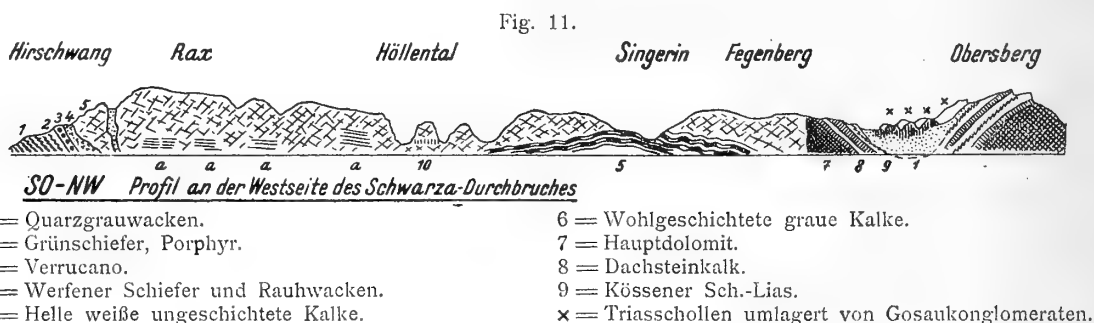 Fig. 11.
Hirschwang Rax Höllental Singerin Fegenberg Obersberg
1 2 3 4 5 x x x x
a a a a 10 5 7 8 9 1
SO-NW Profil an der Westseite des Schwarza-Durchbruches
= Quarzgrauwacken.
= Grünschiefer, Porphyr.
= Verrucano.
= Werfener Schiefer und Rauhwacken.
= Helle weiße ungeschichtete Kalke.
6 = Wohlgeschichtete graue Kalke.
7 = Hauptdolomit.
8 = Dachsteinkalk.
9 = Kössener Sch.-Lias.
x = Triasschollen umlagert von Gosaukonglomeraten.